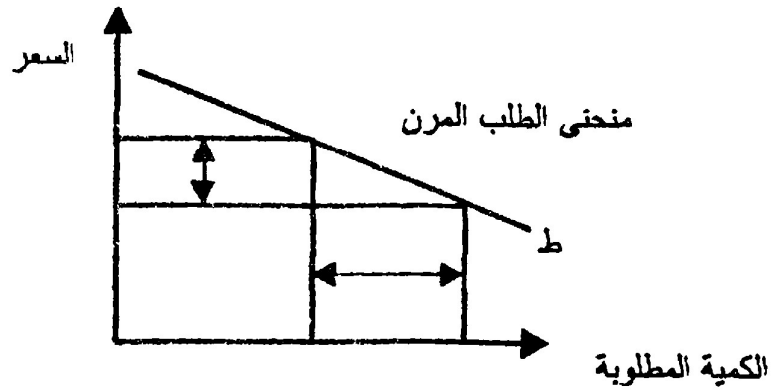 السعر
منحنى الطلب المرن
ط
الكمية المطلوبة